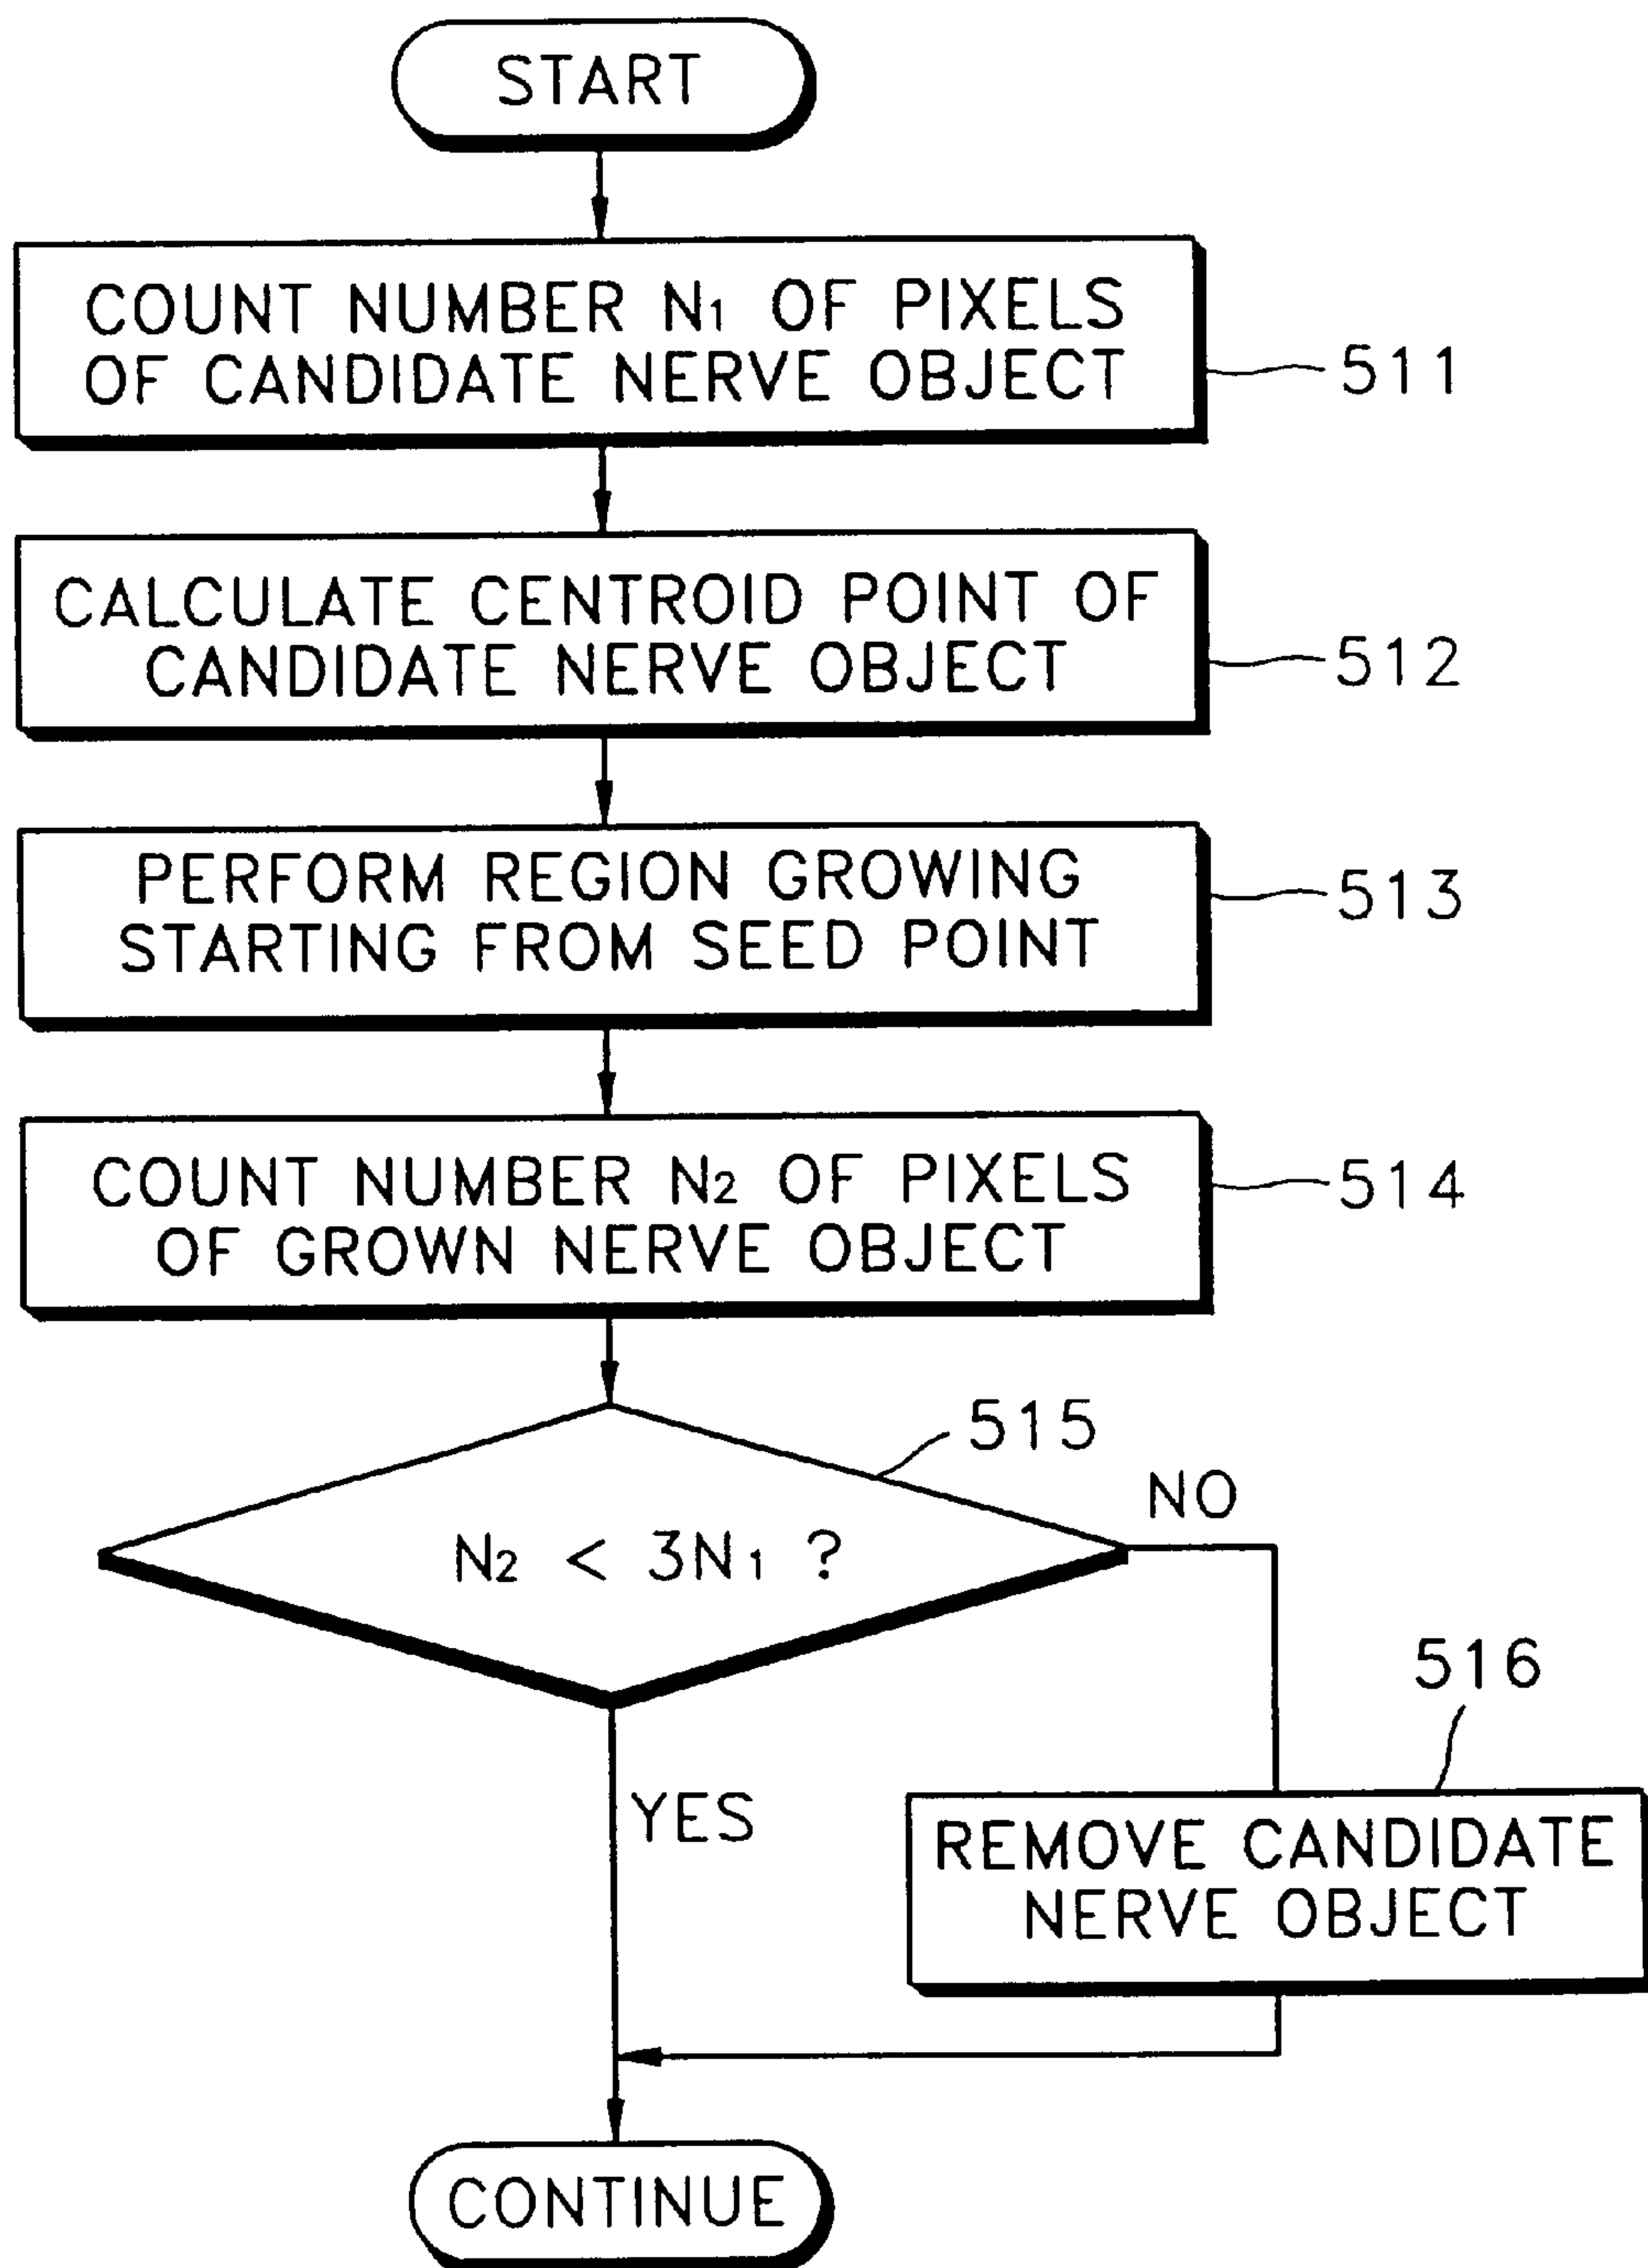 START
COUNT NUMBER N1 OF PIXELS
OF CANDIDATE NERVE OBJECT
511
CALCULATE CENTROID POINT OF
CANDIDATE NERVE OBJECT
512
PERFORM REGION GROWING
STARTING FROM SEED POINT
513
COUNT NUMBER N2 OF PIXELS
OF GROWN NERVE OBJECT
514
515
N2 < 3N1 ?
NO
516
YES
REMOVE CANDIDATE
NERVE OBJECT
CONTINUE